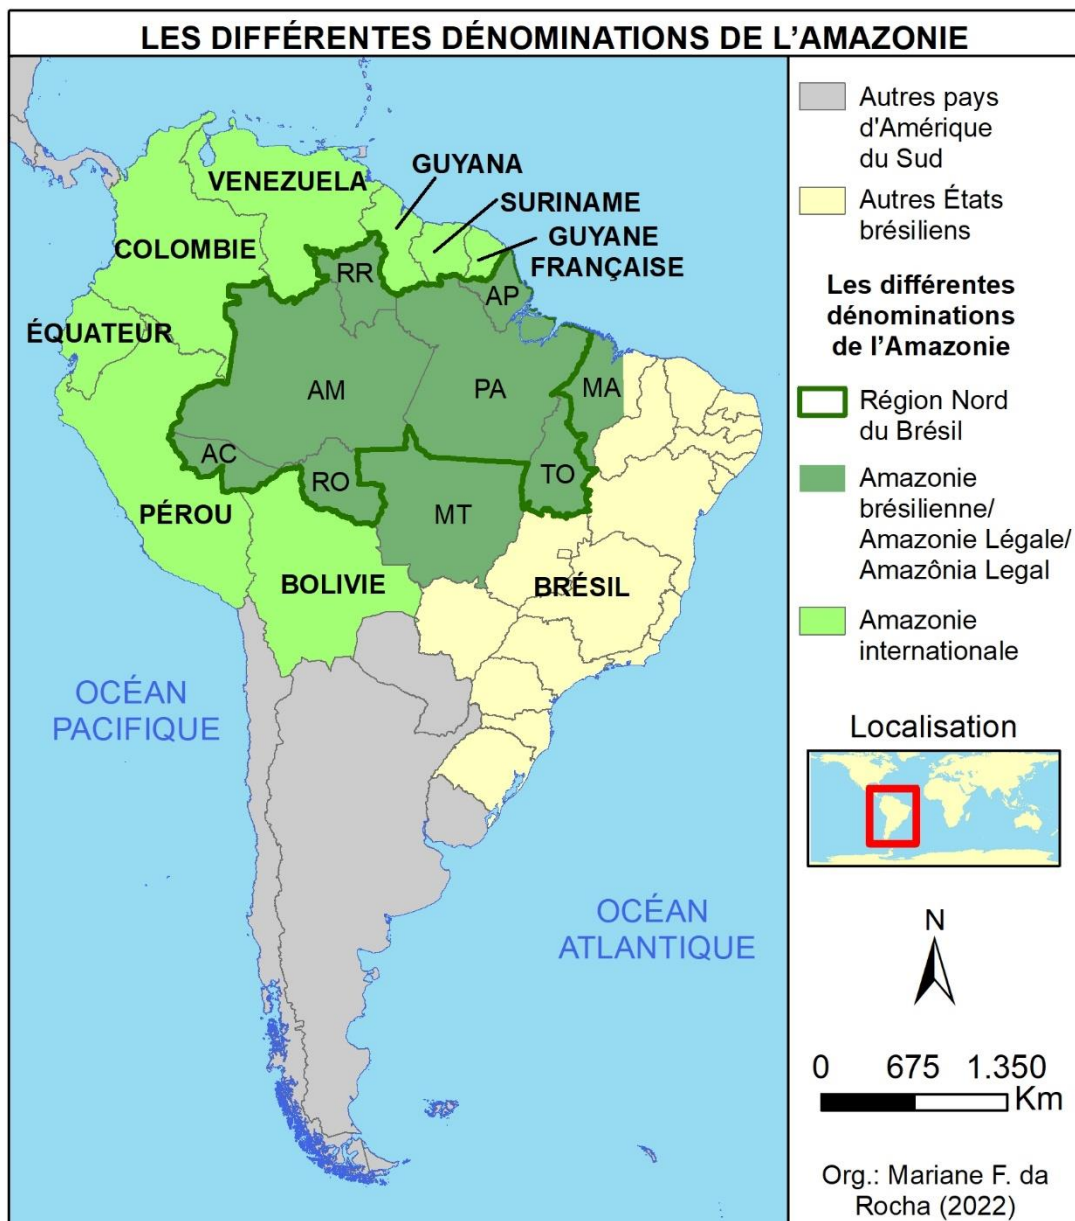 LES DIFFÉRENTES DÉNOMINATIONS DE L'AMAZONIE
VENEZUELA
GUYANA
SURINAME
GUYANE
FRANÇAISE
COLOMBIE
ÉQUATEUR
PÉROU
BOLIVIE
BRÉSIL
RR
AP
AM
PA
MA
AC
RO
TO
MT
OCÉAN
PACIFIQUE
OCÉAN
ATLANTIQUE
Autres pays
d'Amérique
du Sud
Autres États
brésiliens
Les différentes
dénominations
de l'Amazonie
Région Nord
du Brésil
Amazonie
brésilienne/
Amazonie Légale/
Amazônia Legal
Amazonie
internationale
Localisation
N
0 675 1.350
Km
Org.: Mariane F. da
Rocha (2022)